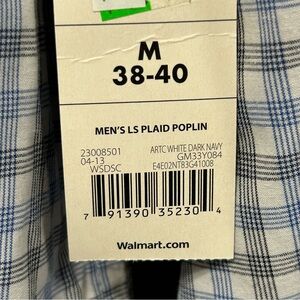 M
38-40
MEN'S LS PLAID POPLIN
23008501 ARTC WHITE DARK NAVY
04-13 GM33Y084
WSDSC E4E02NT83G41008
7 91390 35230 4
Walmart.com